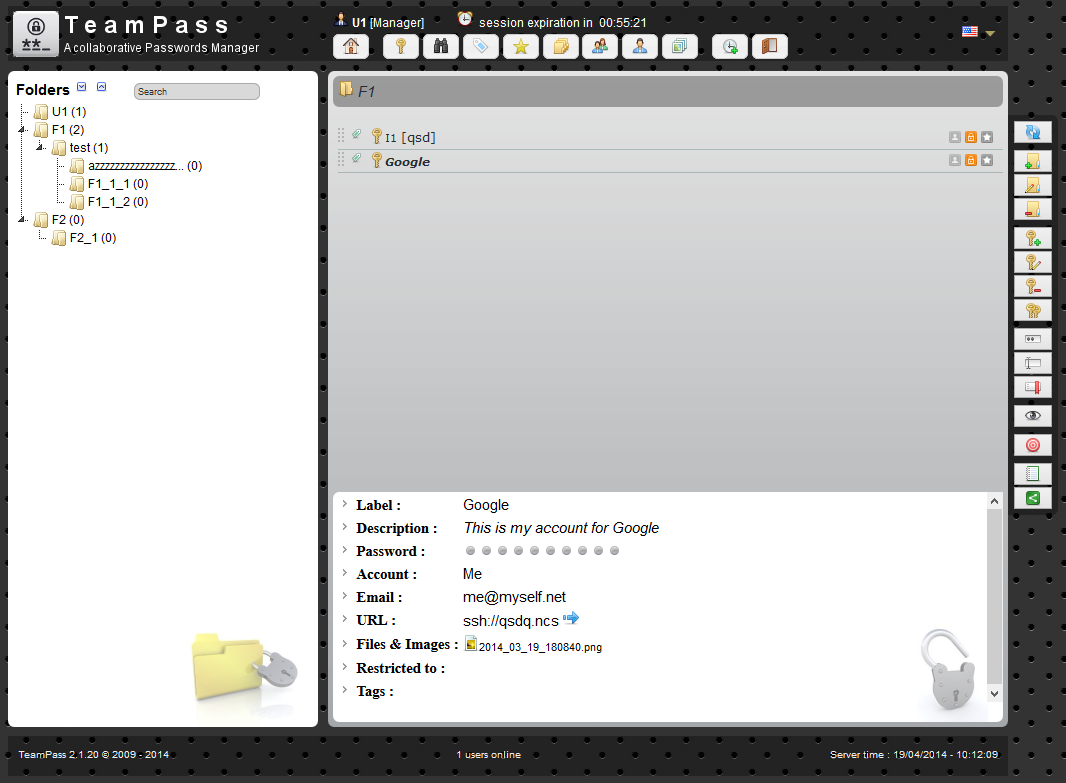 TeamPass
A collaborative Passwords Manager
U1 [Manager] session expiration in 00:55:21
Folders
Search
U1 (1)
F1 (2)
test (1)
azzzzzzzzzzzzzzzz... (0)
F1_1_1 (0)
F1_1_2 (0)
F2 (0)
F2_1 (0)
F1
I1 [qsd]
Google
Label : Google
Description : This is my account for Google
Password :
Account : Me
Email : me@myself.net
URL : ssh://qsdq.ncs
Files & Images : 2014_03_19_180840.png
Restricted to :
Tags :
TeamPass 2.1.20 © 2009 - 2014 1 users online Server time : 19/04/2014 - 10:12:09